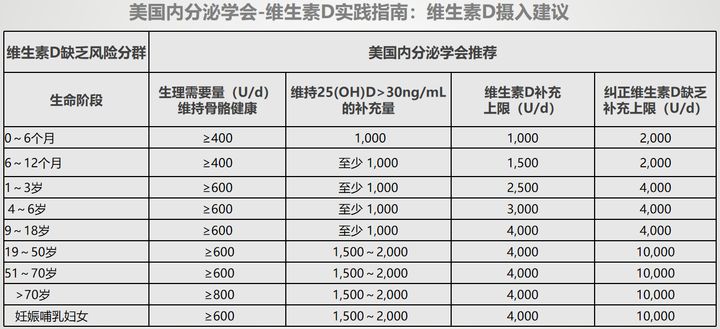 美国内分泌学会-维生素D实践指南：维生素D摄入建议
维生素D缺乏风险分群 美国内分泌学会推荐
生命阶段 生理需要量（U/d）维持骨骼健康 维持25(OH)D>30ng/mL的补充量 维生素D补充上限（U/d） 纠正维生素D缺乏补充上限（U/d）
0～6个月 ≥400 1,000 1,000 2,000
6～12个月 ≥400 至少 1,000 1,500 2,000
1～3岁 ≥600 至少 1,000 2,500 4,000
4～6岁 ≥600 至少 1,000 3,000 4,000
9～18岁 ≥600 至少 1,000 4,000 4,000
19～50岁 ≥600 1,500～2,000 4,000 10,000
51～70岁 ≥600 1,500～2,000 4,000 10,000
>70岁 ≥800 1,500～2,000 4,000 10,000
妊娠哺乳妇女 ≥600 1,500～2,000 4,000 10,000